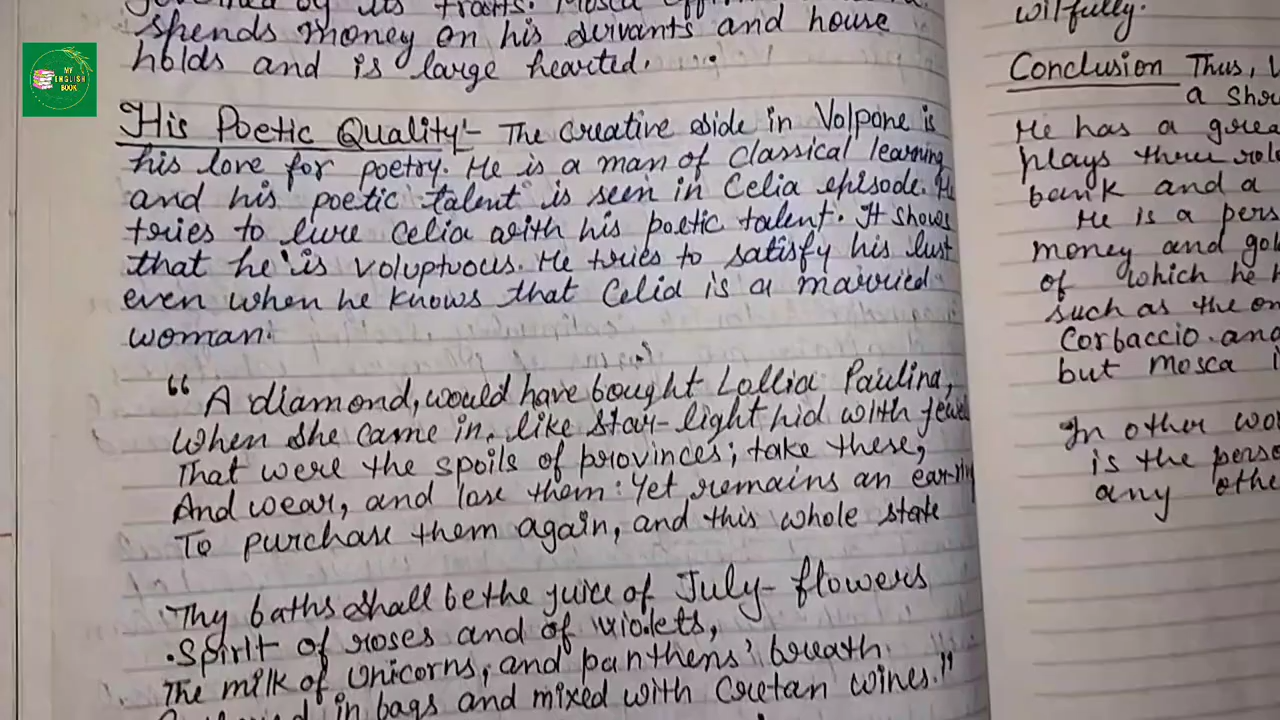 MY
ENGLISH
BOOK
spends money on his servants and house
holds and is large hearted.
His Poetic Quality:- The creative side in Volpone is
his love for poetry. He is a man of classical learning
and his poetic talent is seen in Celia episode. He
tries to lure Celia with his poetic talent. It shows
that he is voluptuous. He tries to satisfy his lust
even when he knows that Celia is a married
woman.
“ A diamond, would have bought Lollia Paulina,
When she came in, like star-light hid with jewel
That were the spoils of provinces; take these,
And wear, and lose them: Yet remains an ear-ring
To purchase them again, and this whole state
Thy baths shall be the juice of July-flowers
Spirit of roses and of violets,
The milk of Unicorns, and panthens' breath
in bags and mixed with Cretan wines.”
wilfully.
Conclusion Thus,
a
He has a grea
plays three
bank and a
He is a pers
money and
of which he
such as the
Corbaccio and
but Mosca
In other
is the
any